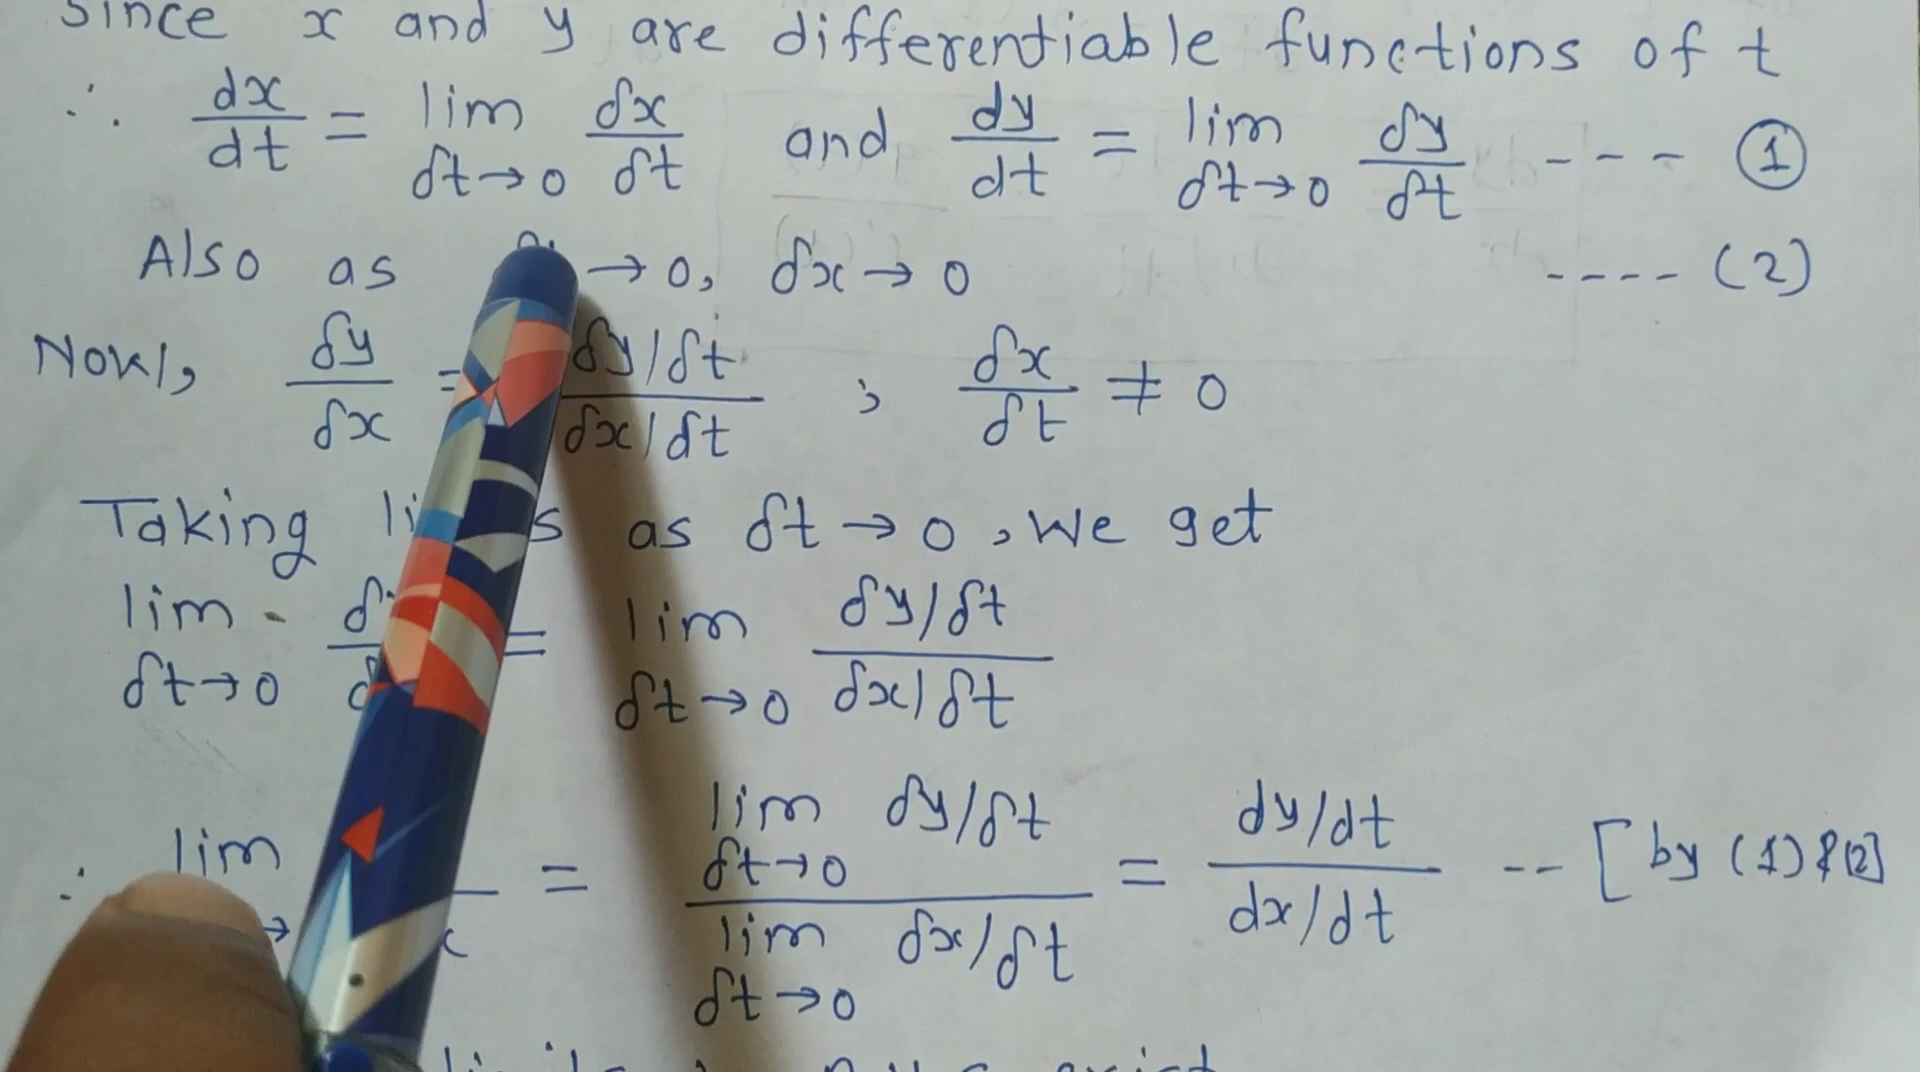 Since x and y are differentiable functions of t
∴ dx/dt = lim δt→0 δx/δt and dy/dt = lim δt→0 δy/δt ---- ①
Also as → 0, δx → 0 ---- (2)
Now, δy/δx = (δy/δt)/(δx/δt) ; δx/δt ≠ 0
Taking as δt → 0, we get
lim δt→0 = lim δt→0 (δy/δt)/(δx/δt)
∴ lim = (lim δt→0 δy/δt)/(lim δt→0 δx/δt) = (dy/dt)/(dx/dt) -- [by (1) & (2)]
exist